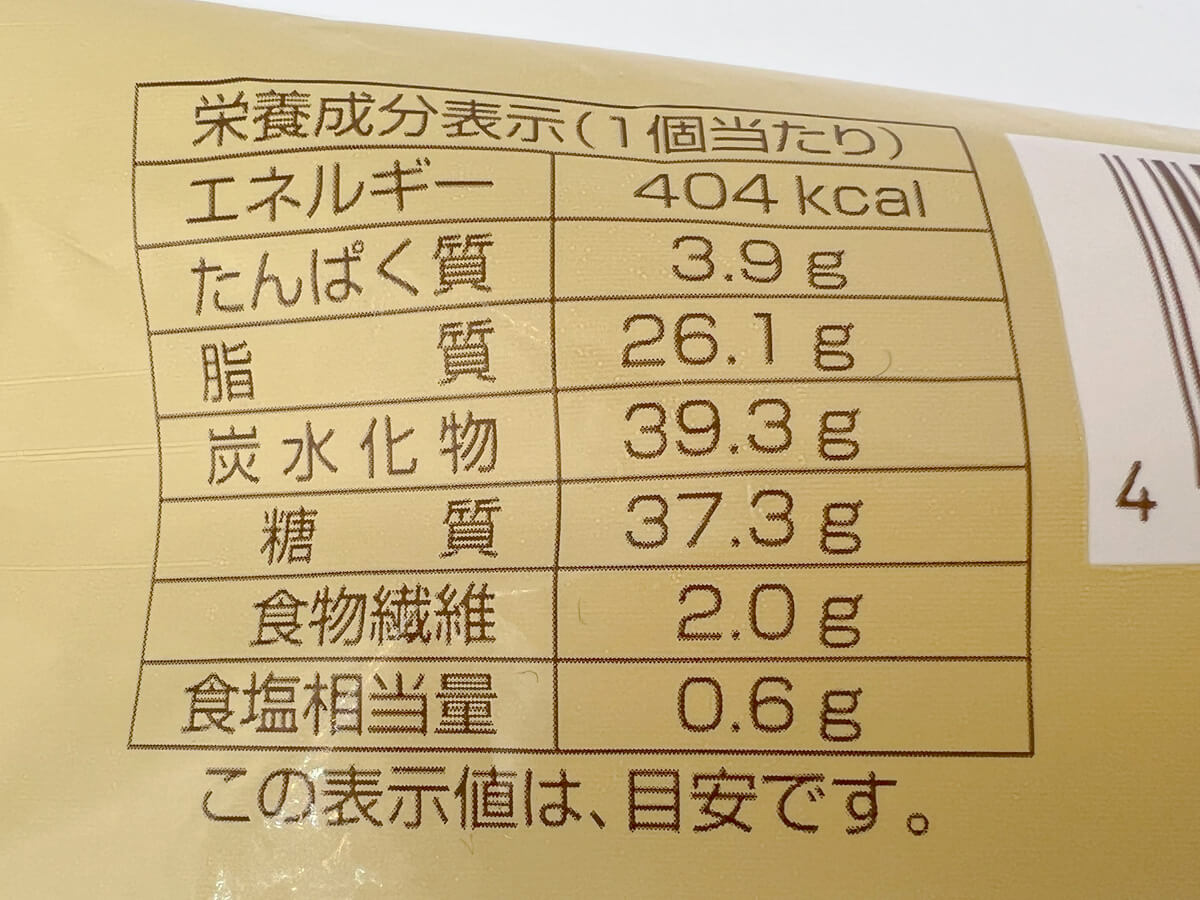 栄養成分表示(1個当たり)
エネルギー 404 kcal
たんぱく質 3.9 g
脂質 26.1 g
炭水化物 39.3 g
糖質 37.3 g
食物繊維 2.0 g
食塩相当量 0.6 g
この表示値は、目安です。
4